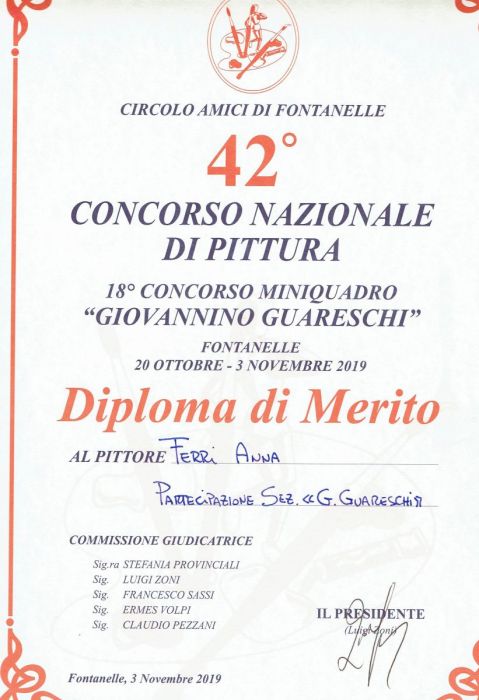 CIRCOLO AMICI DI FONTANELLE
42°
CONCORSO NAZIONALE
DI PITTURA
18° CONCORSO MINIQUADRO
“GIOVANNINO GUARESCHI”
FONTANELLE
20 OTTOBRE - 3 NOVEMBRE 2019
Diploma di Merito
AL PITTORE FERRI ANNA
PARTECIPAZIONE SEZ. «G. GUARESCHI»
COMMISSIONE GIUDICATRICE
Sig.ra STEFANIA PROVINCIALI
Sig. LUIGI ZONI
Sig. FRANCESCO SASSI
Sig. ERMES VOLPI
Sig. CLAUDIO PEZZANI
IL PRESIDENTE
(Luigi Zoni)
Fontanelle, 3 Novembre 2019